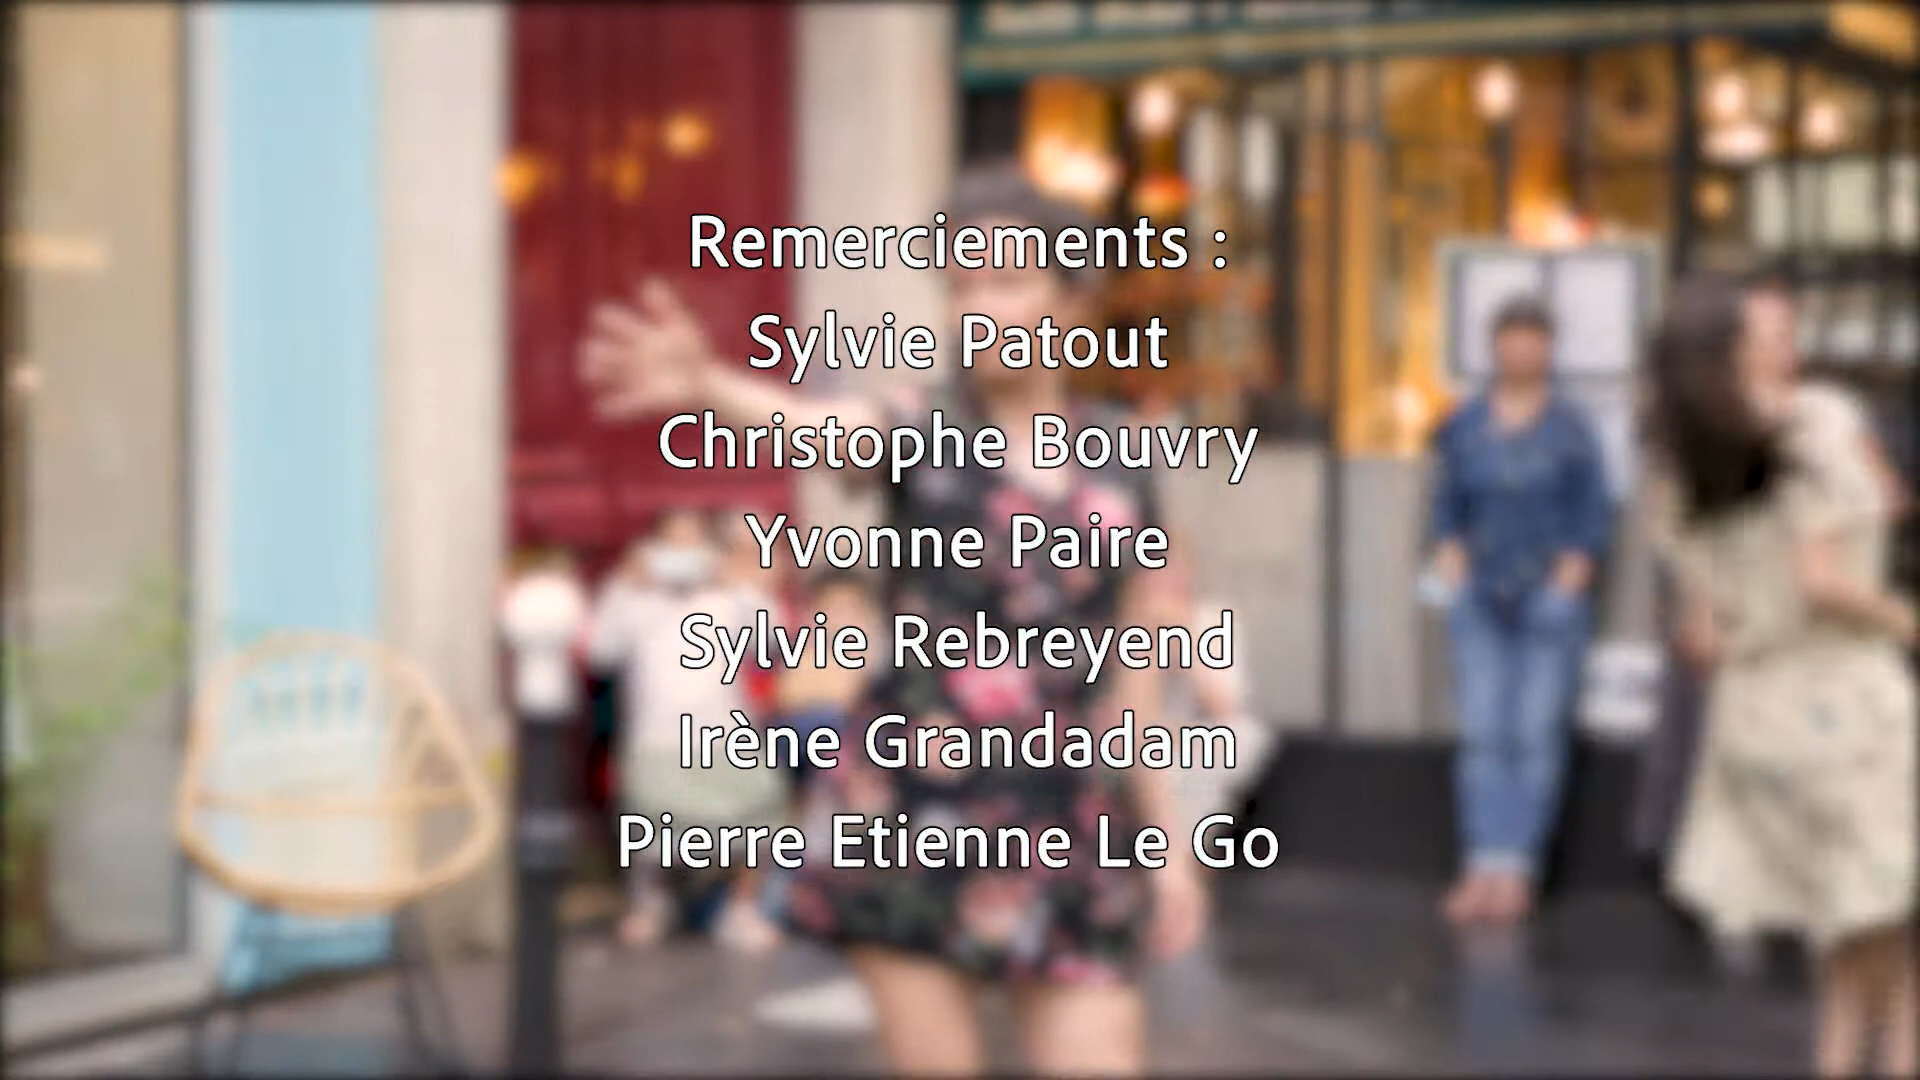 Remerciements :
Sylvie Patout
Christophe Bouvry
Yvonne Paire
Sylvie Rebreyend
Irène Grandadam
Pierre Etienne Le Go